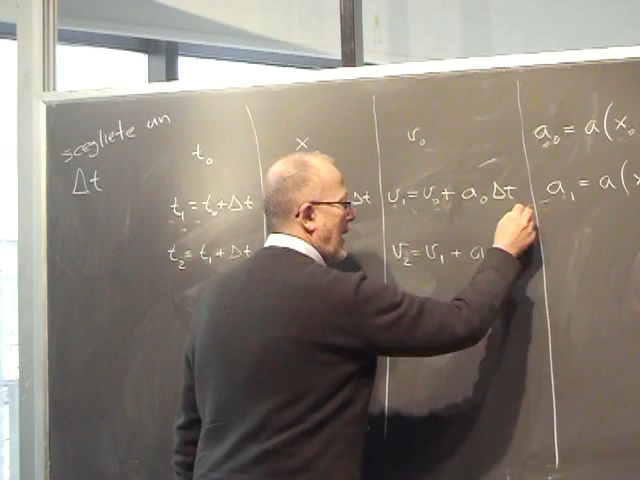 scegliete un
Δt
t₀ x v₀ a₀ = a(x₀
t₁ = t₀ + Δt Δt v₁ = v₀ + a₀ Δt a₁ = a(x
t₂ = t₁ + Δt v₂ = v₁ + a